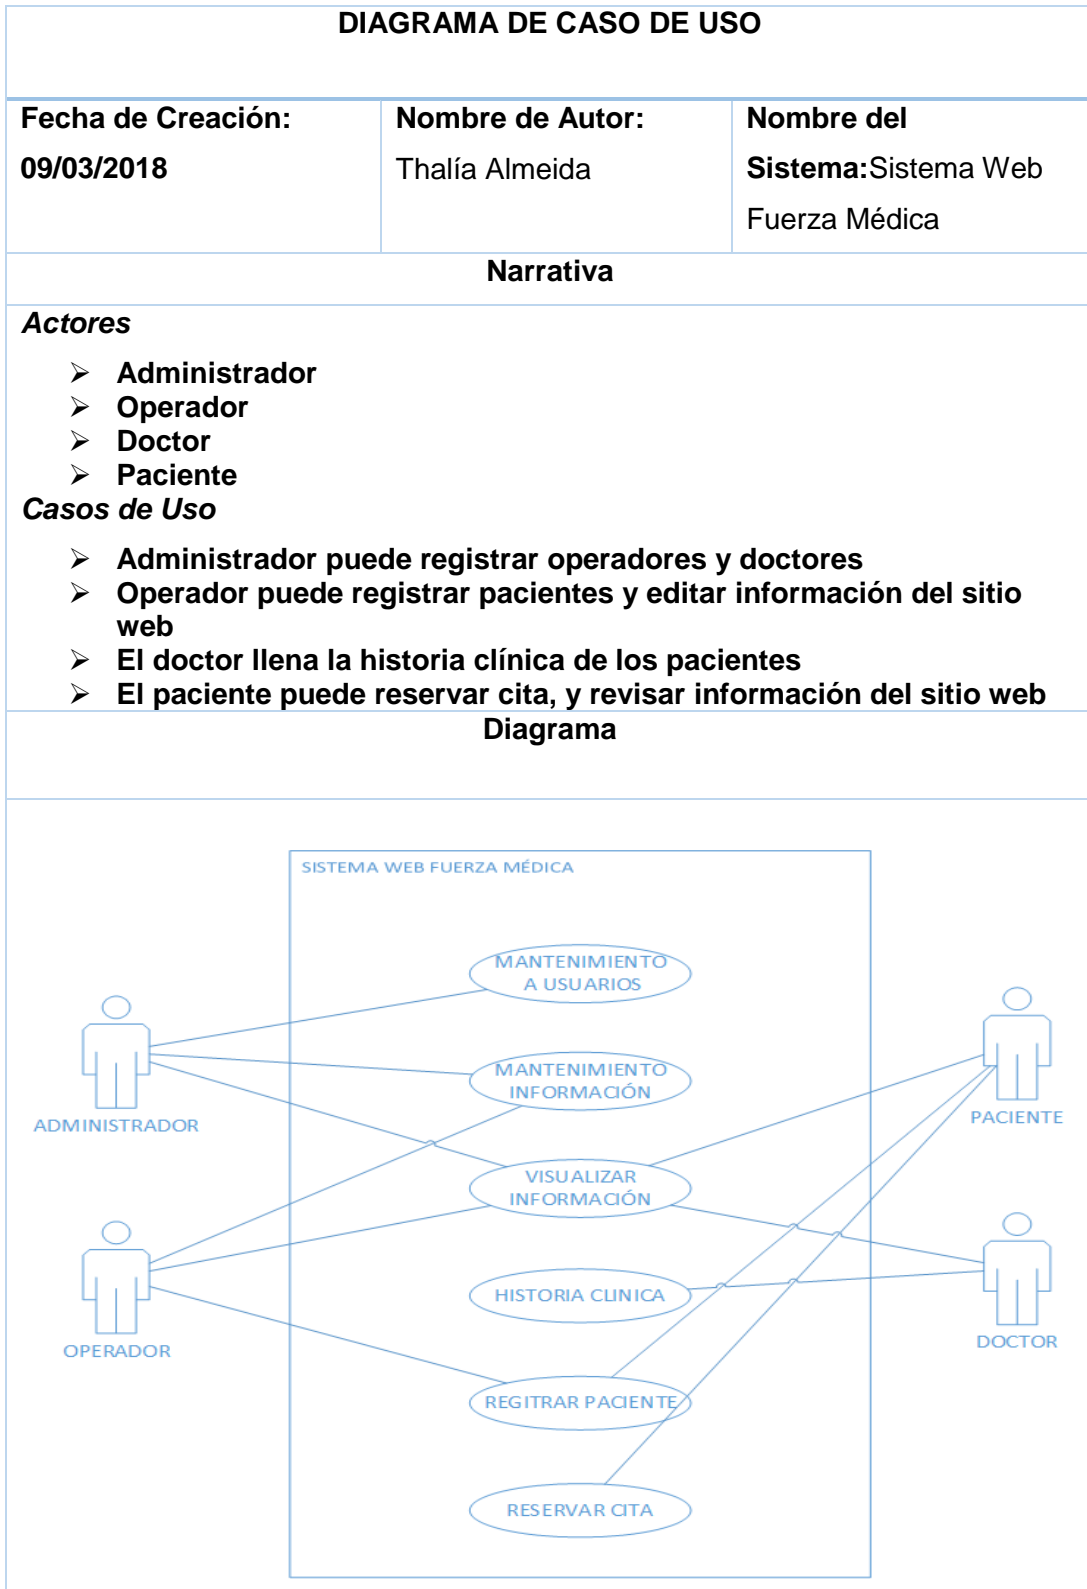 DIAGRAMA DE CASO DE USO
Fecha de Creación:
09/03/2018
Nombre de Autor:
Thalía Almeida
Nombre del
Sistema:Sistema Web
Fuerza Médica
Narrativa
Actores
➢ Administrador
➢ Operador
➢ Doctor
➢ Paciente
Casos de Uso
➢ Administrador puede registrar operadores y doctores
➢ Operador puede registrar pacientes y editar información del sitio
web
➢ El doctor llena la historia clínica de los pacientes
➢ El paciente puede reservar cita, y revisar información del sitio web
Diagrama
SISTEMA WEB FUERZA MÉDICA
MANTENIMIENTO
A USUARIOS
MANTENIMIENTO
INFORMACIÓN
ADMINISTRADOR
PACIENTE
VISUALIZAR
INFORMACIÓN
HISTORIA CLINICA
OPERADOR
DOCTOR
REGITRAR PACIENTE
RESERVAR CITA